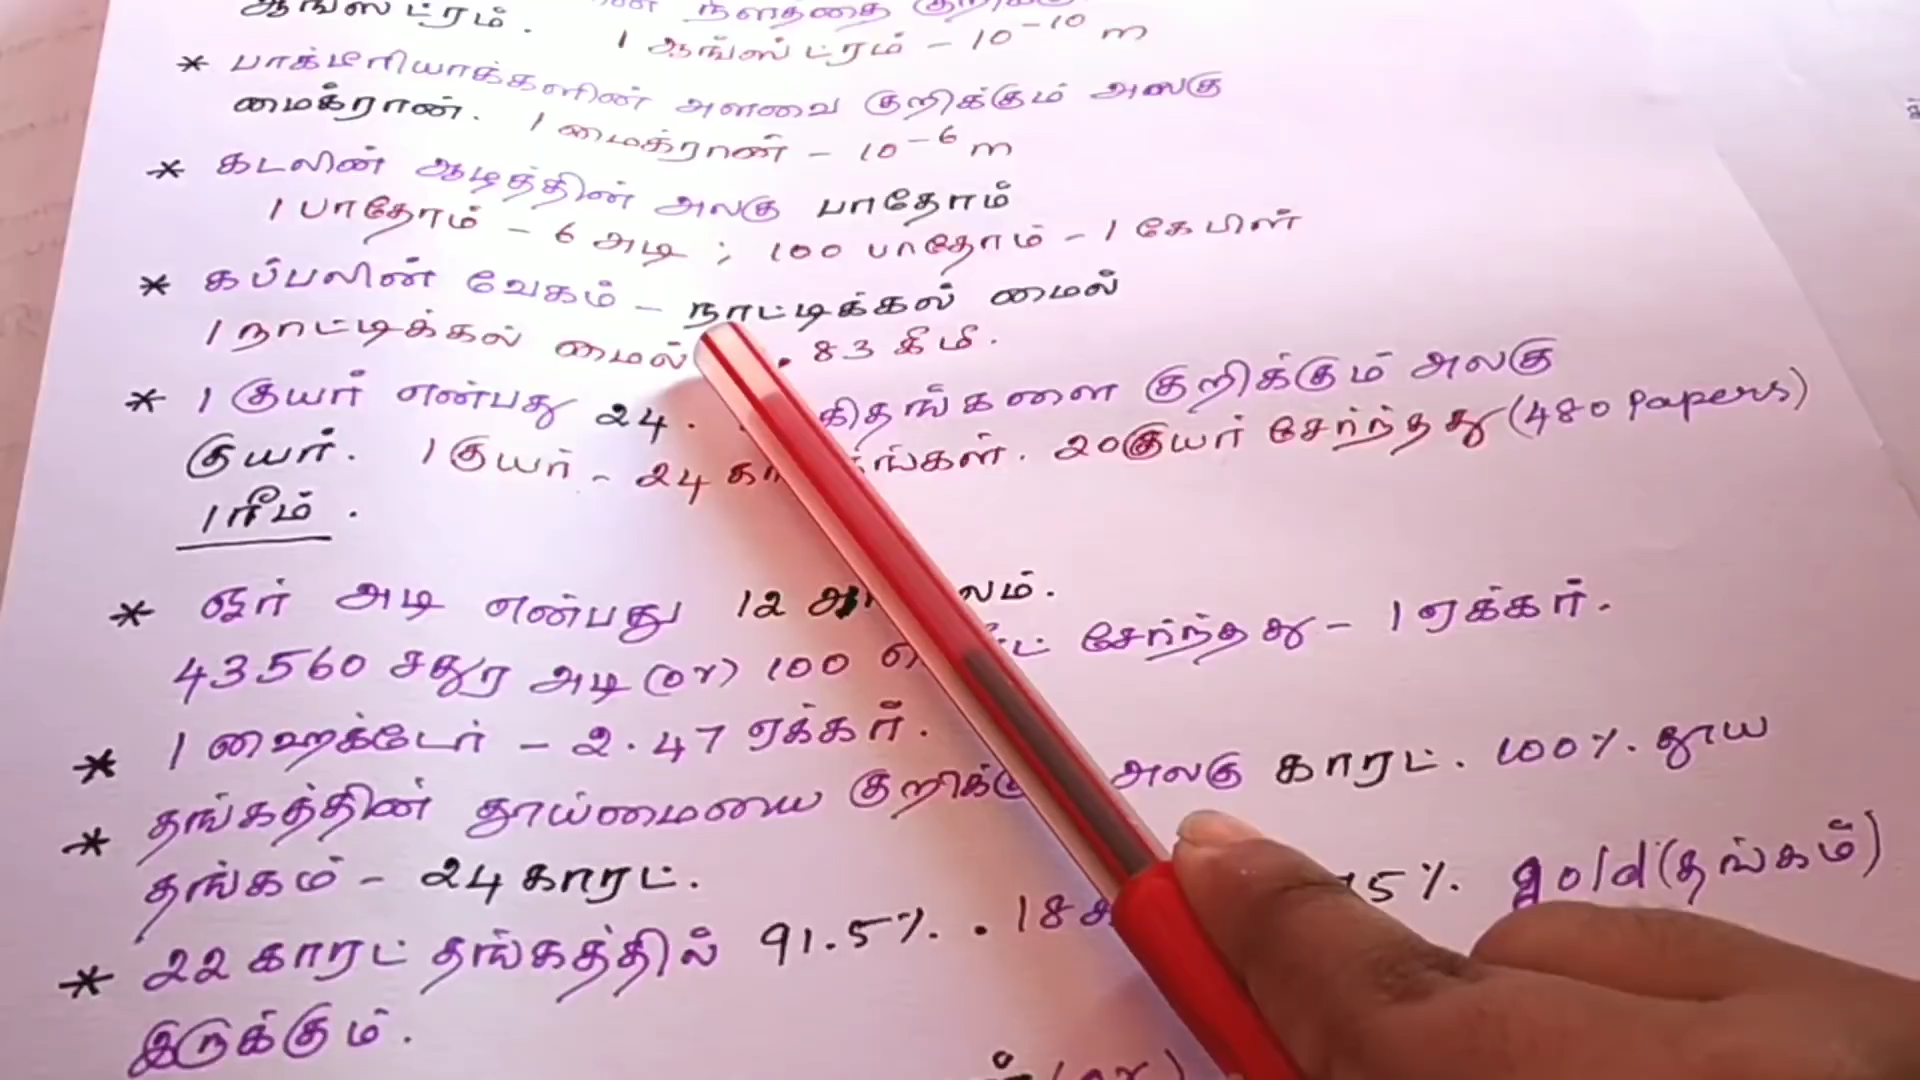 ஆங்ஸ்ட்ரம். நீளத்தை
1 ஆங்ஸ்ட்ரம் - 10⁻¹⁰ m
* பாக்டீரியாக்களின் அளவை குறிக்கும் அலகு
மைக்ரான். 1 மைக்ரான் - 10⁻⁶ m
* கடலின் ஆழத்தின் அலகு பாதோம்
1 பாதோம் - 6 அடி ; 100 பாதோம் - 1 கேபிள்
* கப்பலின் வேகம் - நாட்டிக்கல் மைல்
1 நாட்டிக்கல் மைல் .83 கீமீ.
* 1 குயர் என்பது 24. கிதங்களை குறிக்கும் அலகு
குயர். 1 குயர் - 24 கா தங்கள். 20 குயர் சேர்ந்தது (480 papers)
1 ரீம் .
* ஓர் அடி என்பது 12 அ லம்.
43560 சதுர அடி (or) 100 சேர்ந்தது - 1 ஏக்கர்.
* 1 ஹைக்டேர் - 2.47 ஏக்கர்.
* தங்கத்தின் தூய்மையை குறிக்கு அலகு காரட். 100%. தூய
தங்கம் - 24 காரட்.
* 22 காரட் தங்கத்தில் 91.5%. . 18 க 75%. gold (தங்கம்)
இருக்கும்.
(or)